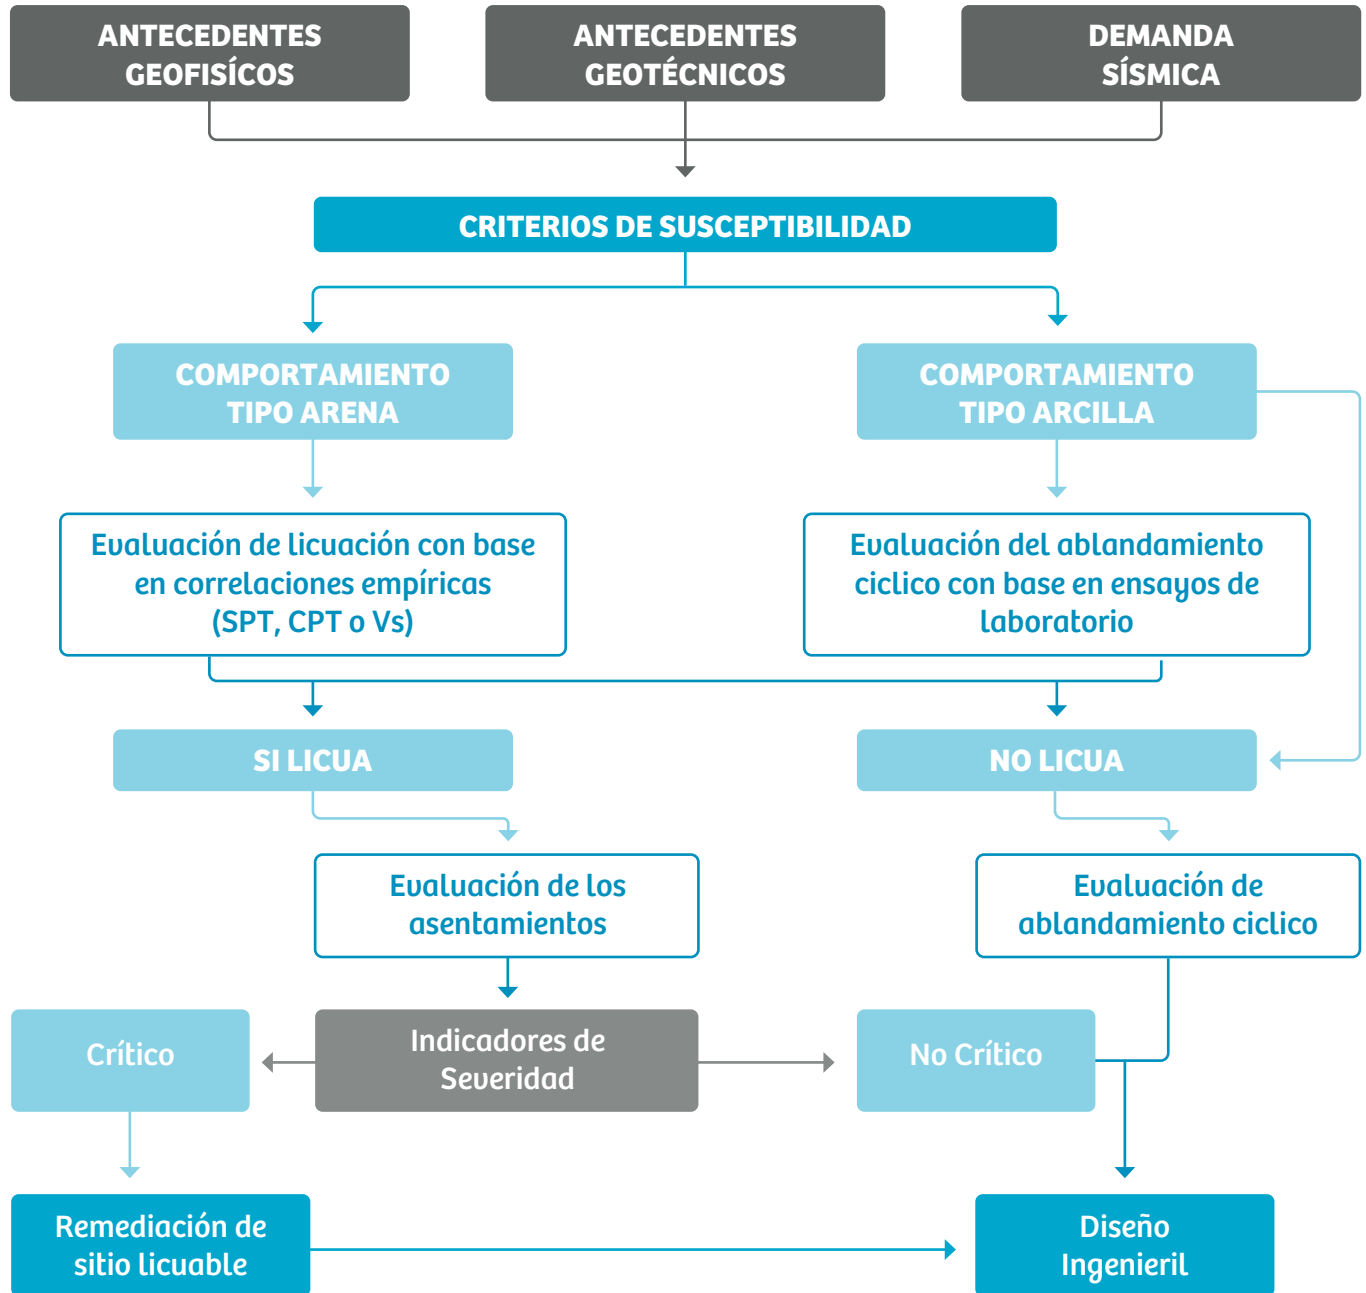 ANTECEDENTES
GEOFISÍCOS
ANTECEDENTES
GEOTÉCNICOS
DEMANDA
SÍSMICA
CRITERIOS DE SUSCEPTIBILIDAD
COMPORTAMIENTO
TIPO ARENA
COMPORTAMIENTO
TIPO ARCILLA
Evaluación de licuación con base
en correlaciones empíricas
(SPT, CPT o Vs)
Evaluación del ablandamiento
ciclico con base en ensayos de
laboratorio
SI LICUA
NO LICUA
Evaluación de los
asentamientos
Evaluación de
ablandamiento ciclico
Crítico
Indicadores de
Severidad
No Crítico
Remediación de
sitio licuable
Diseño
Ingenieril